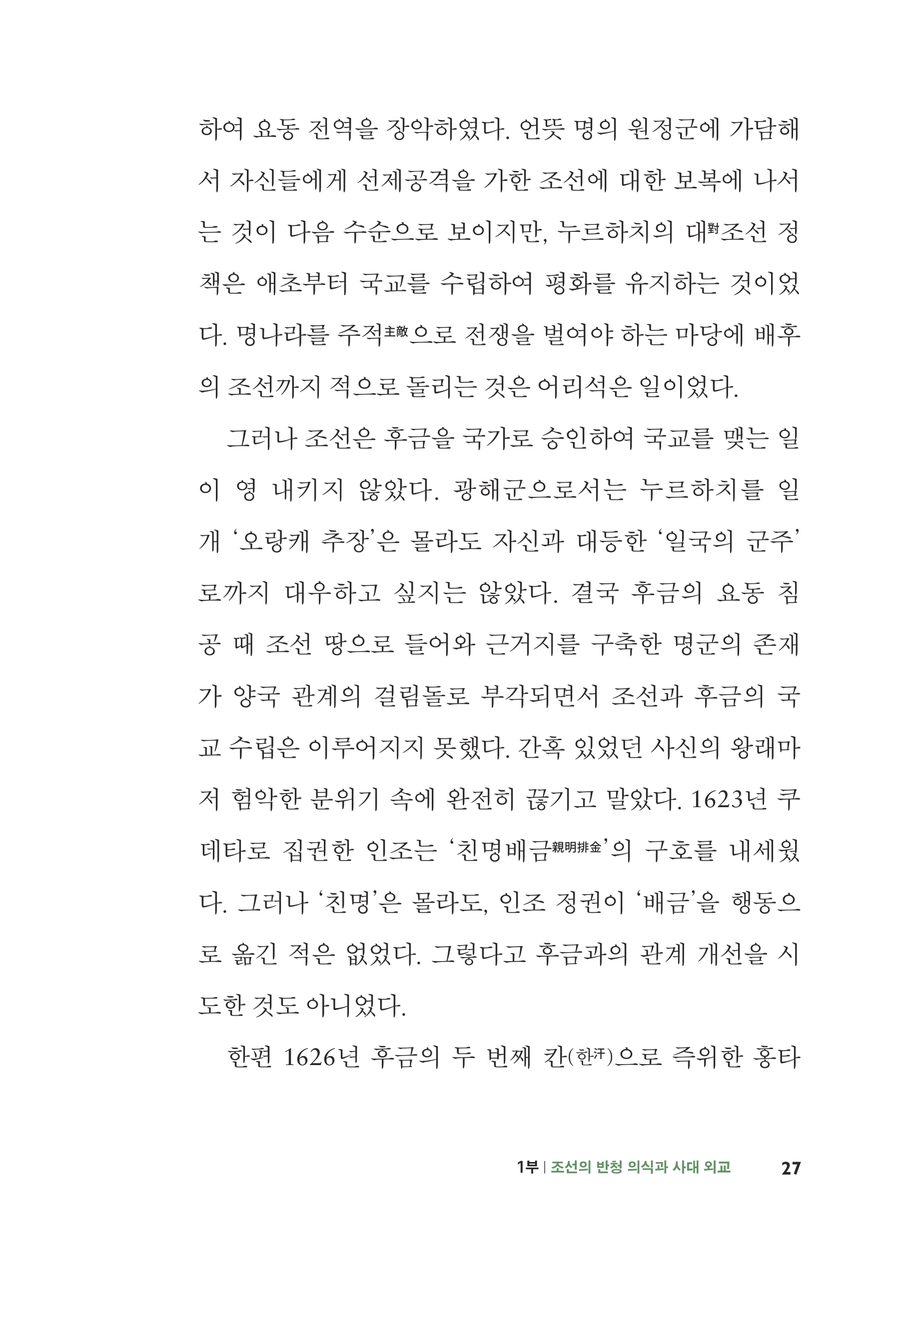 하여 요동 전역을 장악하였다. 언뜻 명의 원정군에 가담해
서 자신들에게 선제공격을 가한 조선에 대한 보복에 나서
는 것이 다음 수순으로 보이지만, 누르하치의 대對조선 정
책은 애초부터 국교를 수립하여 평화를 유지하는 것이었
다. 명나라를 주적主敵으로 전쟁을 벌여야 하는 마당에 배후
의 조선까지 적으로 돌리는 것은 어리석은 일이었다.
그러나 조선은 후금을 국가로 승인하여 국교를 맺는 일
이 영 내키지 않았다. 광해군으로서는 누르하치를 일
개 ‘오랑캐 추장’은 몰라도 자신과 대등한 ‘일국의 군주’
로까지 대우하고 싶지는 않았다. 결국 후금의 요동 침
공 때 조선 땅으로 들어와 근거지를 구축한 명군의 존재
가 양국 관계의 걸림돌로 부각되면서 조선과 후금의 국
교 수립은 이루어지지 못했다. 간혹 있었던 사신의 왕래마
저 험악한 분위기 속에 완전히 끊기고 말았다. 1623년 쿠
데타로 집권한 인조는 ‘친명배금親明排金’의 구호를 내세웠
다. 그러나 ‘친명’은 몰라도, 인조 정권이 ‘배금’을 행동으
로 옮긴 적은 없었다. 그렇다고 후금과의 관계 개선을 시
도한 것도 아니었다.
한편 1626년 후금의 두 번째 칸(한汗)으로 즉위한 홍타
1부 | 조선의 반청 의식과 사대 외교 27